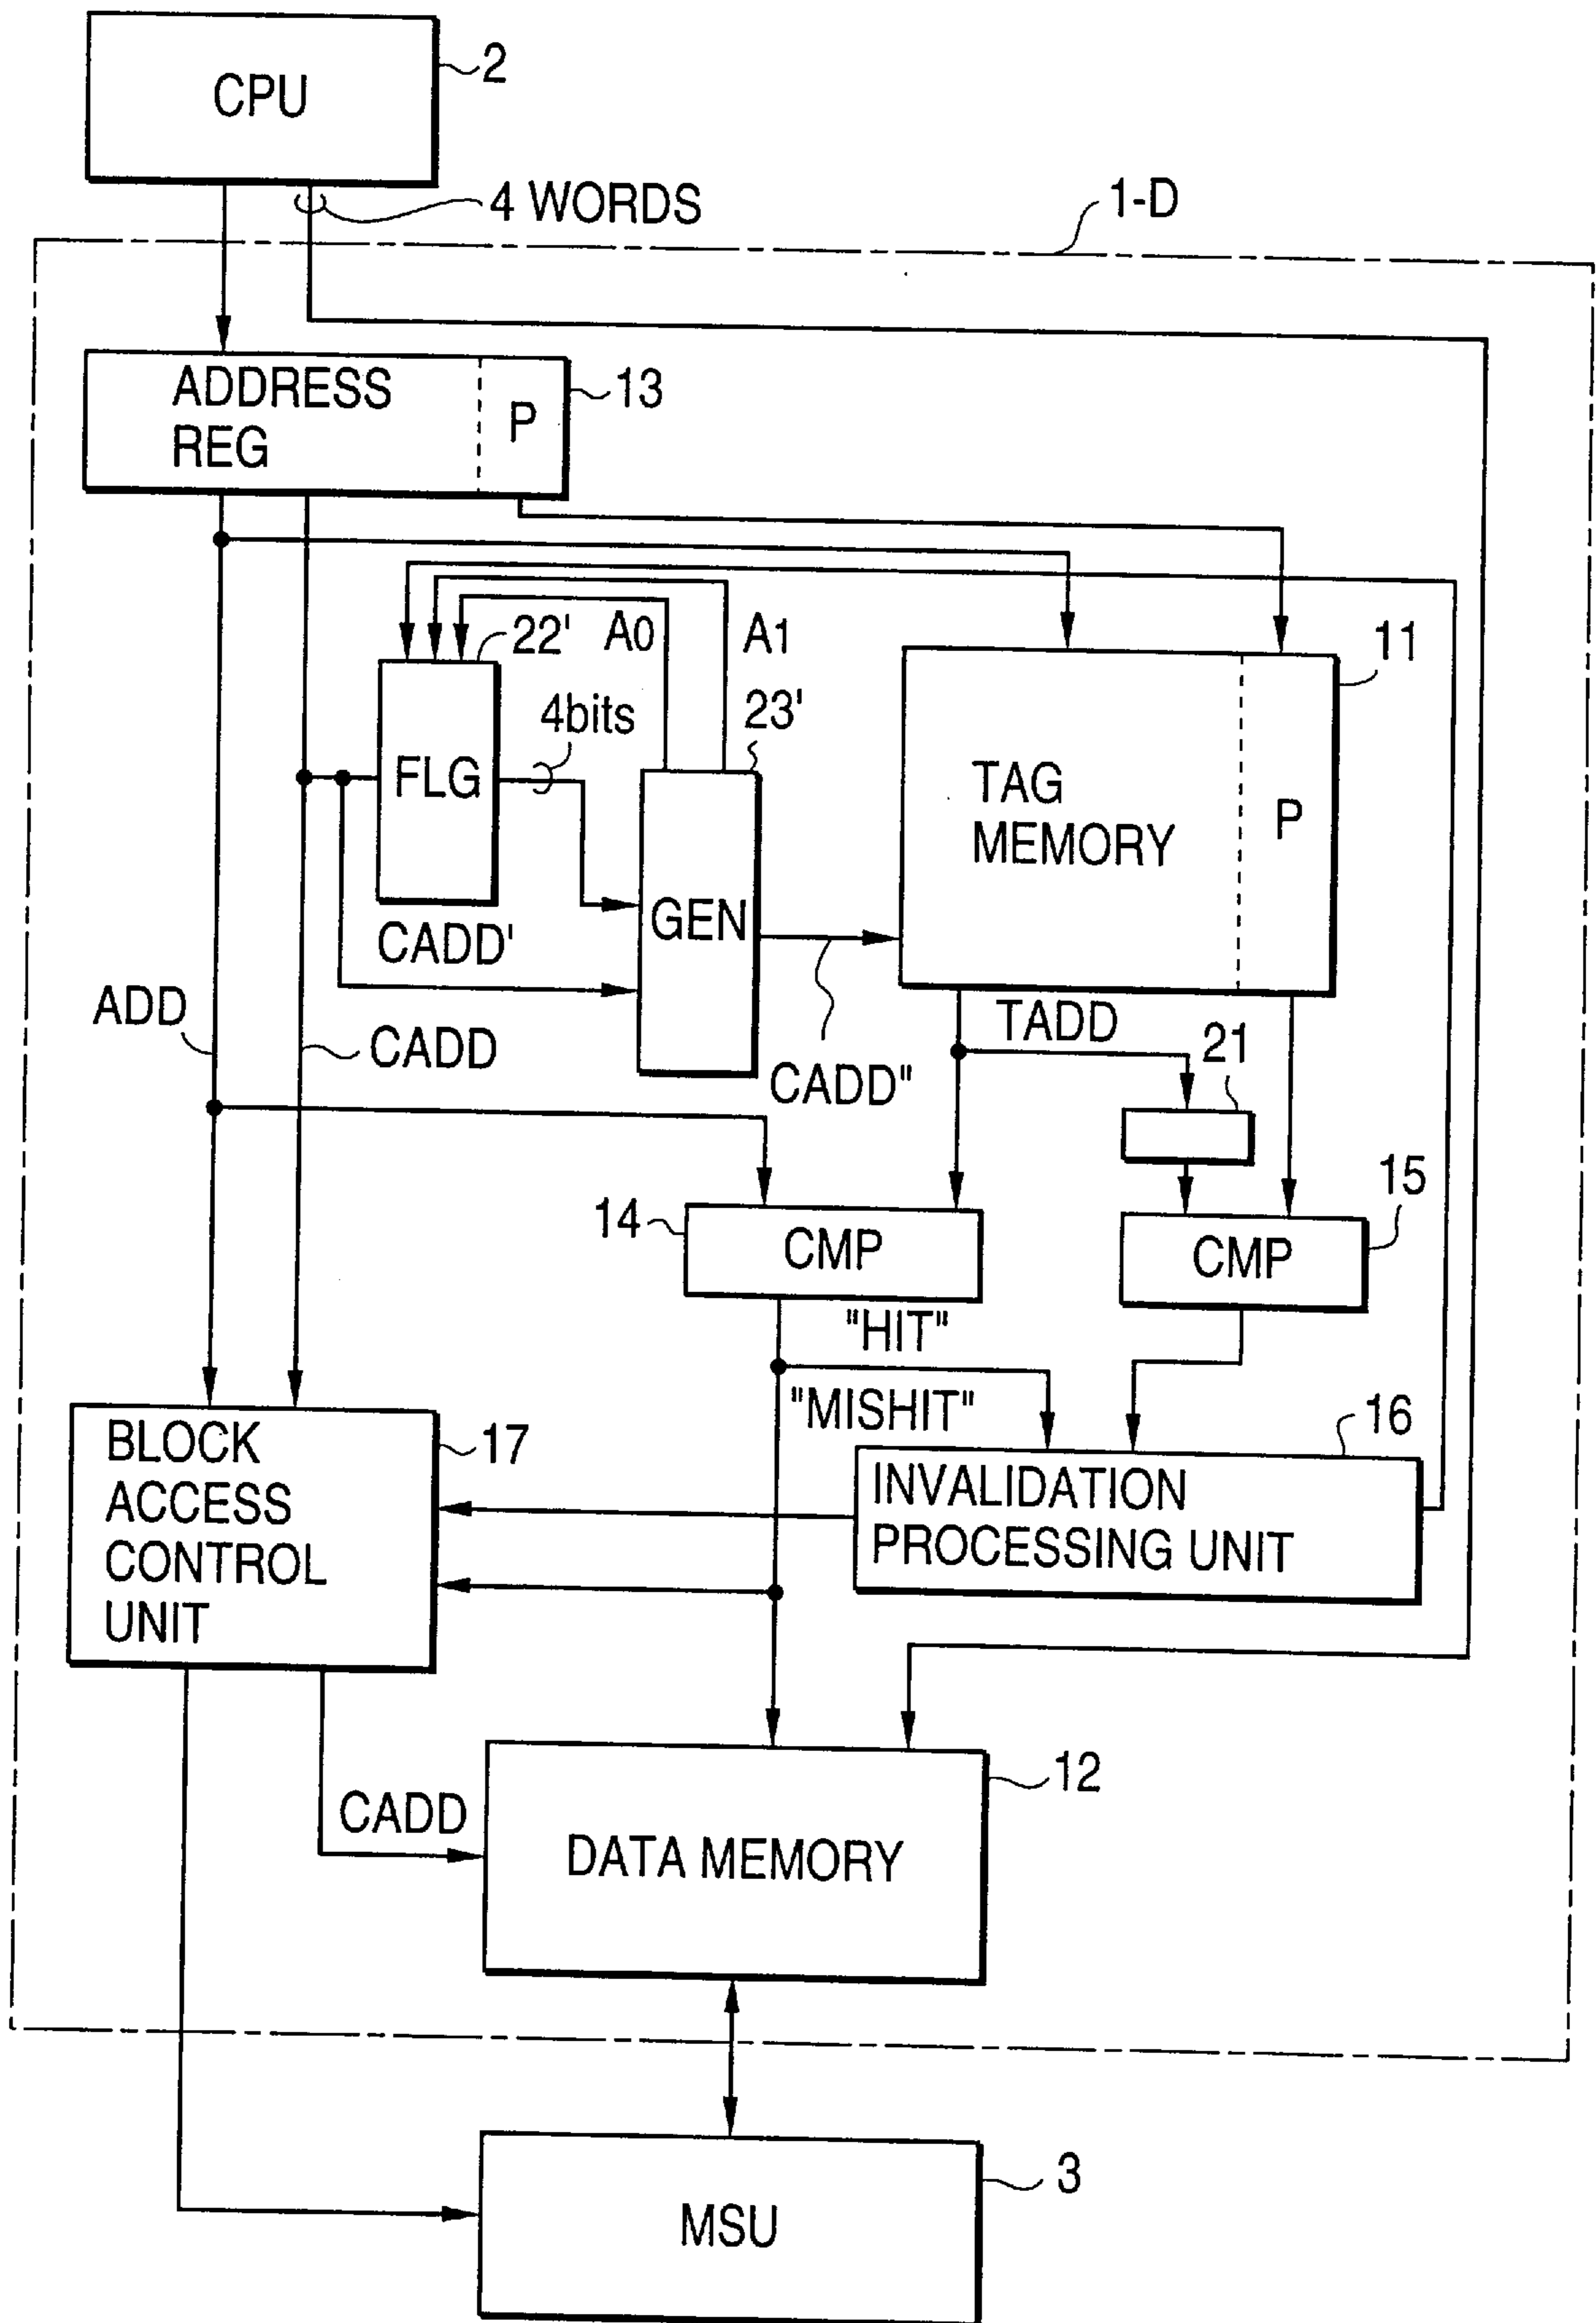 CPU
2
4 WORDS
1-D
ADDRESS
REG
P
13
22'
A0
A1
11
4bits
23'
FLG
TAG
MEMORY
P
GEN
CADD'
ADD
CADD
TADD
21
CADD"
14
CMP
15
CMP
"HIT"
"MISHIT"
BLOCK
ACCESS
CONTROL
UNIT
17
16
INVALIDATION
PROCESSING UNIT
12
CADD
DATA MEMORY
3
MSU